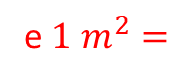 e 1 m² =